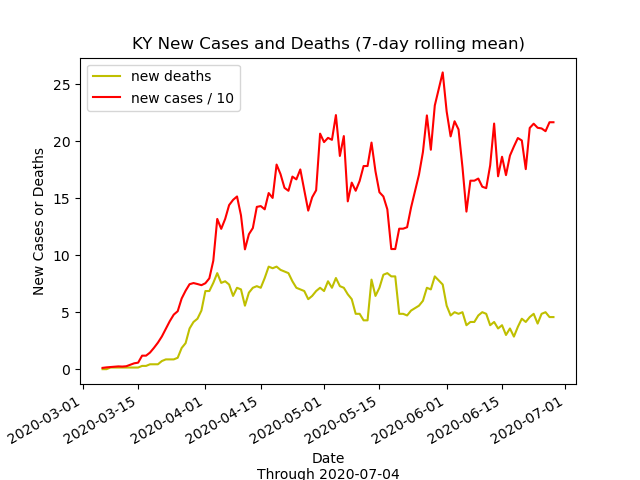 KY New Cases and Deaths (7-day rolling mean)
new deaths
new cases / 10
New Cases or Deaths
25
20
15
10
5
0
2020-03-01
2020-03-15
2020-04-01
2020-04-15
2020-05-01
2020-05-15
2020-06-01
2020-06-15
2020-07-01
Date
Through 2020-07-04